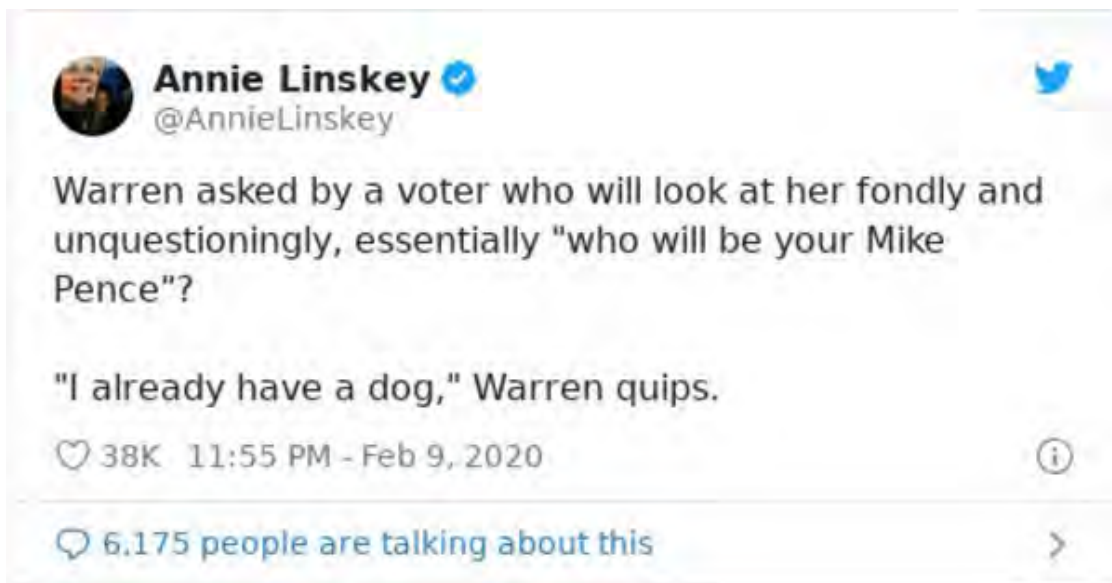 Annie Linskey
@AnnieLinskey
Warren asked by a voter who will look at her fondly and
unquestioningly, essentially "who will be your Mike
Pence"?
"I already have a dog," Warren quips.
38K 11:55 PM - Feb 9, 2020
6,175 people are talking about this